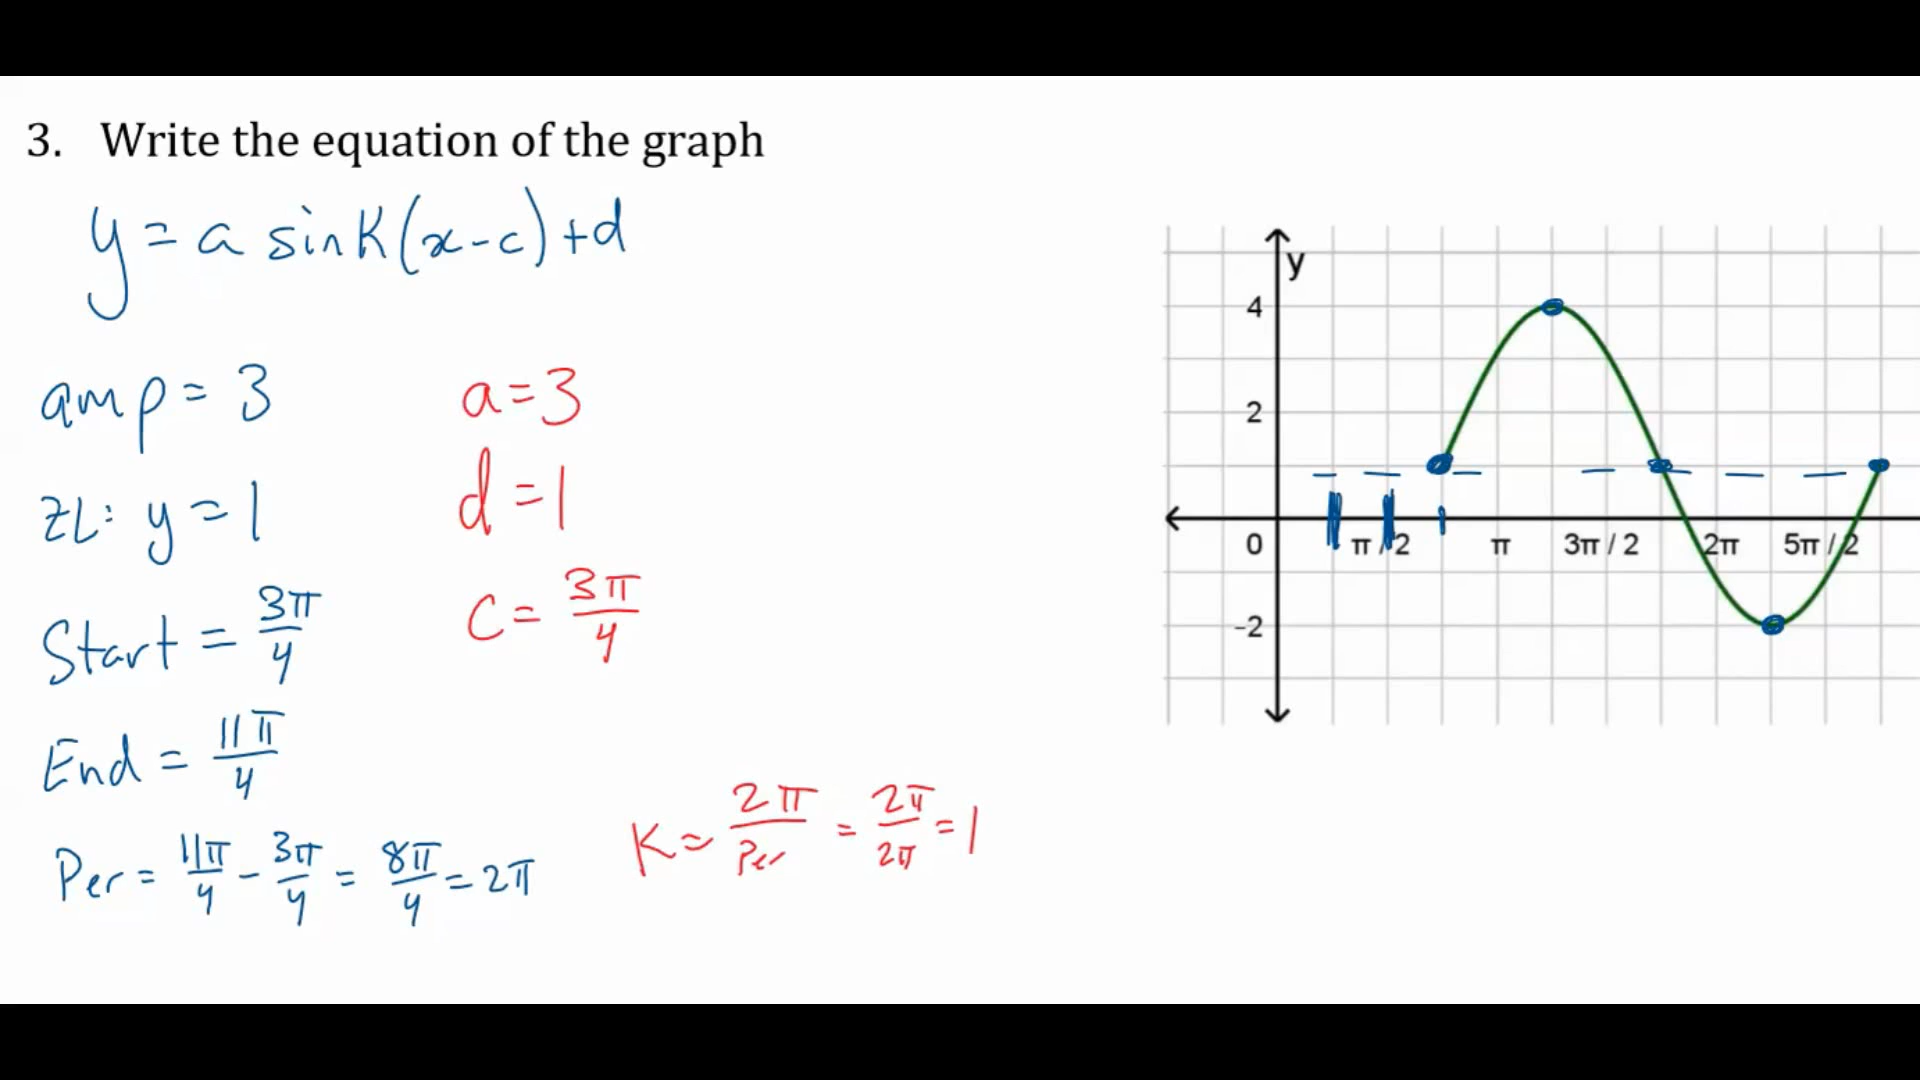 3. Write the equation of the graph
y = a sin k(x - c) + d
amp = 3
a = 3
ZL: y = 1
d = 1
Start = 3π/4
c = 3π/4
End = 11π/4
Per = 11π/4 - 3π/4 = 8π/4 = 2π
K = 2π/Per = 2π/2π = 1
y
4
2
0
π / 2
π
3π / 2
2π
5π / 2
-2